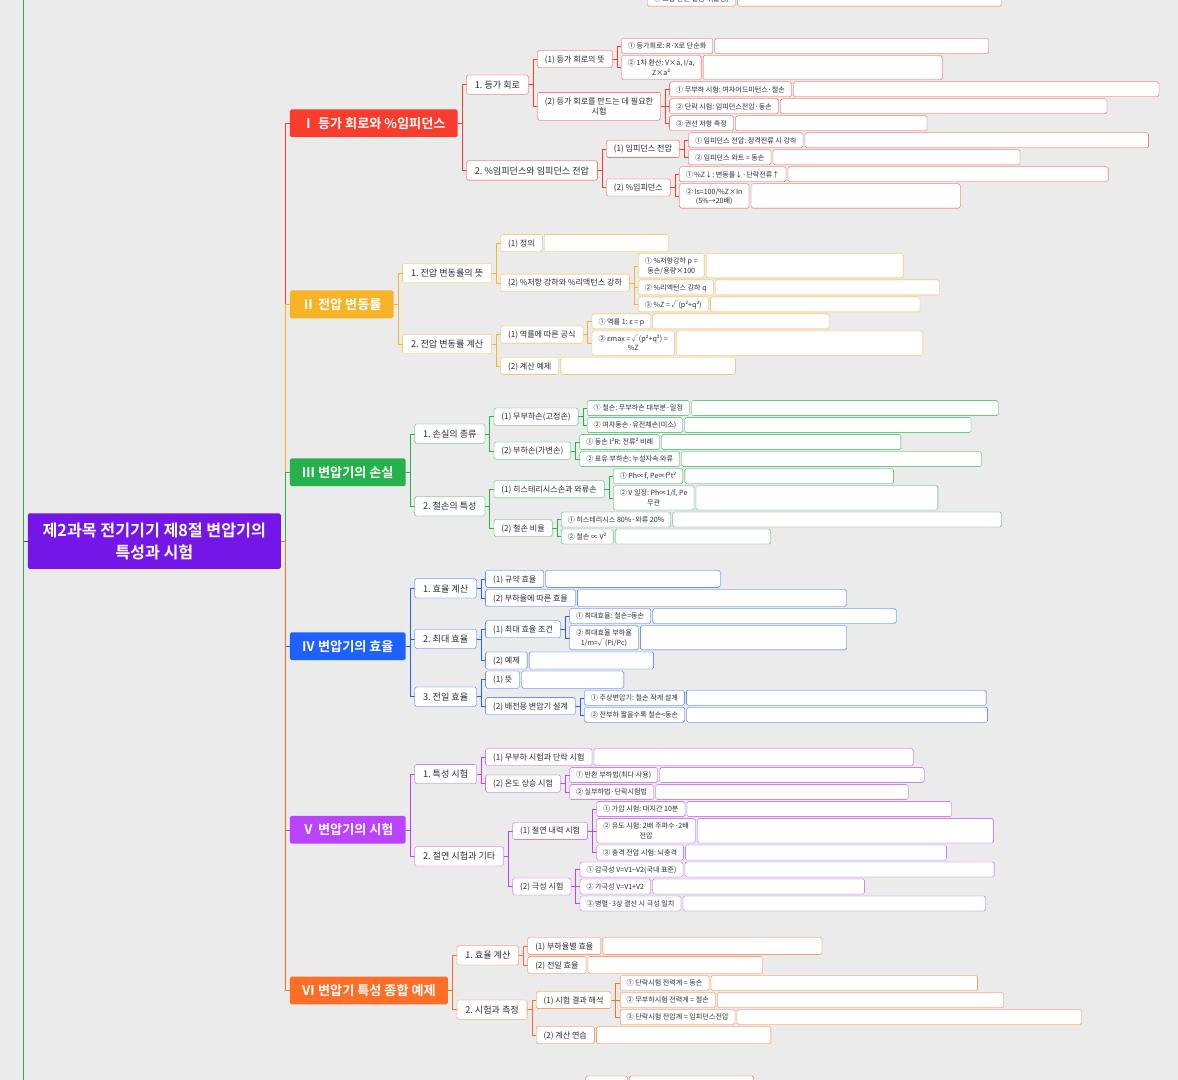 제2과목 전기기기 제8절 변압기의
특성과 시험
Ⅰ 등가 회로와 %임피던스
1. 등가 회로
(1) 등가 회로의 뜻
① 등가회로: R·X로 단순화
② 1차 환산: V×a, I/a,
Z×a²
(2) 등가 회로를 만드는 데 필요한
시험
① 무부하 시험: 여자어드미턴스·철손
② 단락 시험: 임피던스전압·동손
③ 권선 저항 측정
2. %임피던스와 임피던스 전압
(1) 임피던스 전압
① 임피던스 전압: 정격전류 시 강하
② 임피던스 와트 = 동손
(2) %임피던스
① %Z↓: 변동률↓·단락전류↑
② Is=100/%Z×In
(5%→20배)
Ⅱ 전압 변동률
1. 전압 변동률의 뜻
(1) 정의
(2) %저항 강하와 %리액턴스 강하
① %저항강하 p =
동손/용량×100
② %리액턴스 강하 q
③ %Z = √(p²+q²)
2. 전압 변동률 계산
(1) 역률에 따른 공식
① 역률 1: ε = p
② εmax = √(p²+q²) =
%Z
(2) 계산 예제
Ⅲ 변압기의 손실
1. 손실의 종류
(1) 무부하손(고정손)
① 철손: 무부하손 대부분·일정
② 여자동손·유전체손(미소)
(2) 부하손(가변손)
① 동손 I²R: 전류² 비례
② 표유 부하손: 누설자속 와류
2. 철손의 특성
(1) 히스테리시스손과 와류손
① Ph∝f, Pe∝f²t²
② V 일정: Ph∝1/f, Pe
무관
(2) 철손 비율
① 히스테리시스 80%·와류 20%
② 철손 ∝ V²
Ⅳ 변압기의 효율
1. 효율 계산
(1) 규약 효율
(2) 부하율에 따른 효율
2. 최대 효율
(1) 최대 효율 조건
① 최대효율: 철손=동손
② 최대효율 부하율
1/m=√(Pi/Pc)
(2) 예제
3. 전일 효율
(1) 뜻
(2) 배전용 변압기 설계
① 주상변압기: 철손 작게 설계
② 전부하 짧을수록 철손<동손
Ⅴ 변압기의 시험
1. 특성 시험
(1) 무부하 시험과 단락 시험
(2) 온도 상승 시험
① 반환 부하법(최다 사용)
② 실부하법·단락시험법
2. 절연 시험과 기타
(1) 절연 내력 시험
① 가압 시험: 대지간 10분
② 유도 시험: 2배 주파수·2배
전압
③ 충격 전압 시험: 뇌충격
(2) 극성 시험
① 감극성 V=V1−V2(국내 표준)
② 가극성 V=V1+V2
③ 병렬·3상 결선 시 극성 일치
Ⅵ 변압기 특성 종합 예제
1. 효율 계산
(1) 부하율별 효율
(2) 전일 효율
2. 시험과 측정
(1) 시험 결과 해석
① 단락시험 전력계 = 동손
② 무부하시험 전력계 = 철손
③ 단락시험 전압계 = 임피던스전압
(2) 계산 연습